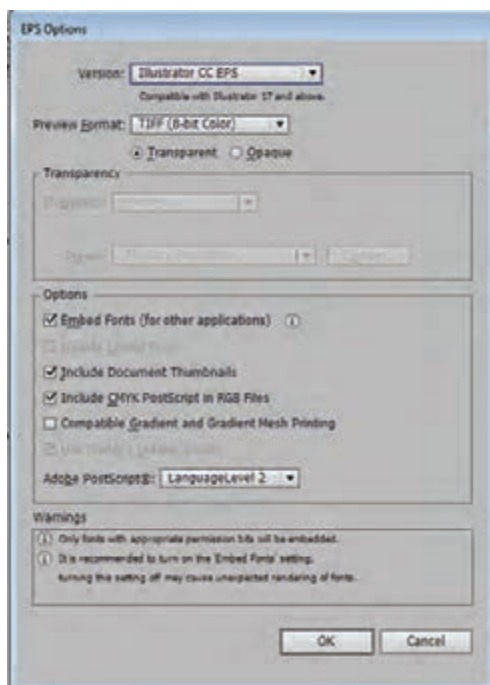 EPS Options
Version: Illustrator CC EPS
Compatible with Illustrator 17 and above.
Preview Format: TIFF (8-bit Color)
Transparent Opaque
Transparency
Options
Embed Fonts (for other applications)
Include Document Thumbnails
Include CMYK PostScript in RGB Files
Compatible Gradient and Gradient Mesh Printing
Adobe PostScript®: LanguageLevel 2
Warnings
Only fonts with appropriate permission bits will be embedded.
It is recommended to turn on the 'Embed Fonts' setting;
turning this setting off may cause unexpected rendering of fonts.
OK Cancel